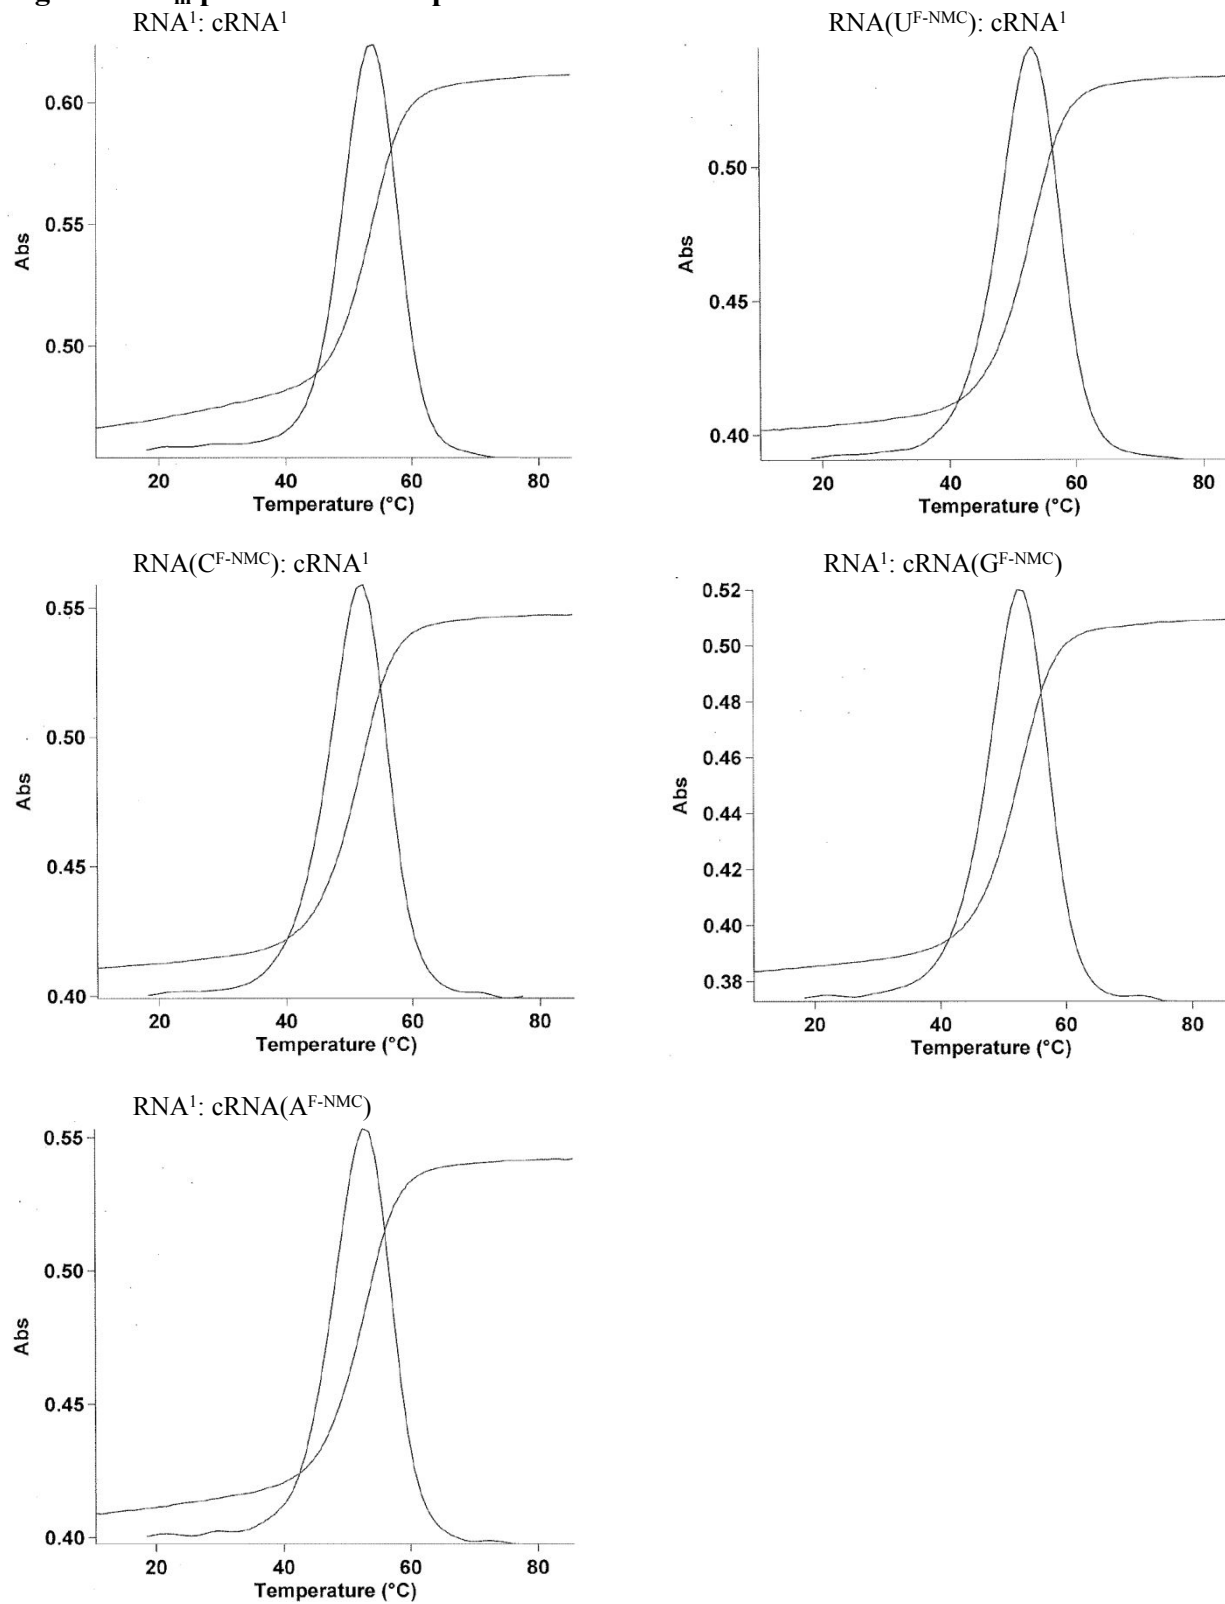 RNA¹: cRNA¹
RNA(Uᶠ⁻ᴺᴹꟲ): cRNA¹
0.60
0.55
0.50
Abs
20 40 60 80
Temperature (°C)
0.50
0.45
0.40
Abs
20 40 60 80
Temperature (°C)
RNA(Cᶠ⁻ᴺᴹꟲ): cRNA¹
RNA¹: cRNA(Gᶠ⁻ᴺᴹꟲ)
0.55
0.50
0.45
0.40
Abs
20 40 60 80
Temperature (°C)
0.52
0.50
0.48
0.46
0.44
0.42
0.40
0.38
Abs
20 40 60 80
Temperature (°C)
RNA¹: cRNA(Aᶠ⁻ᴺᴹꟲ)
0.55
0.50
0.45
0.40
Abs
20 40 60 80
Temperature (°C)